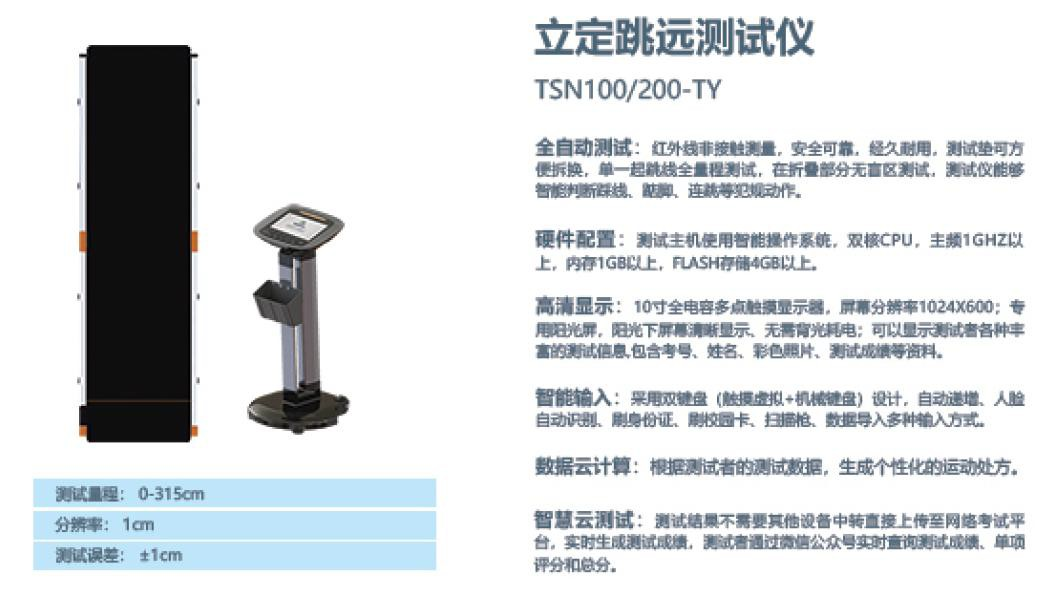 立定跳远测试仪
TSN100/200-TY
全自动测试：红外线非接触测量，安全可靠，经久耐用，测试垫可方
便拆换，单一起跳线全量程测试，在折叠部分无盲区测试，测试仪能够
智能判断踩线、踮脚、连跳等犯规动作。
硬件配置：测试主机使用智能操作系统，双核CPU，主频1GHZ以
上，内存1GB以上，FLASH存储4GB以上。
高清显示：10寸全电容多点触摸显示器，屏幕分辨率1024X600；专
用阳光屏，阳光下屏幕清晰显示、无需背光耗电；可以显示测试者各种丰
富的测试信息,包含考号、姓名、彩色照片、测试成绩等资料。
智能输入：采用双键盘（触摸虚拟+机械键盘）设计，自动递增、人脸
自动识别、刷身份证、刷校园卡、扫描枪、数据导入多种输入方式。
数据云计算：根据测试者的测试数据，生成个性化的运动处方。
智慧云测试：测试结果不需要其他设备中转直接上传至网络考试平
台，实时生成测试成绩，测试者通过微信公众号实时查询测试成绩、单项
评分和总分。
测试量程： 0-315cm
分辨率： 1cm
测试误差： ±1cm